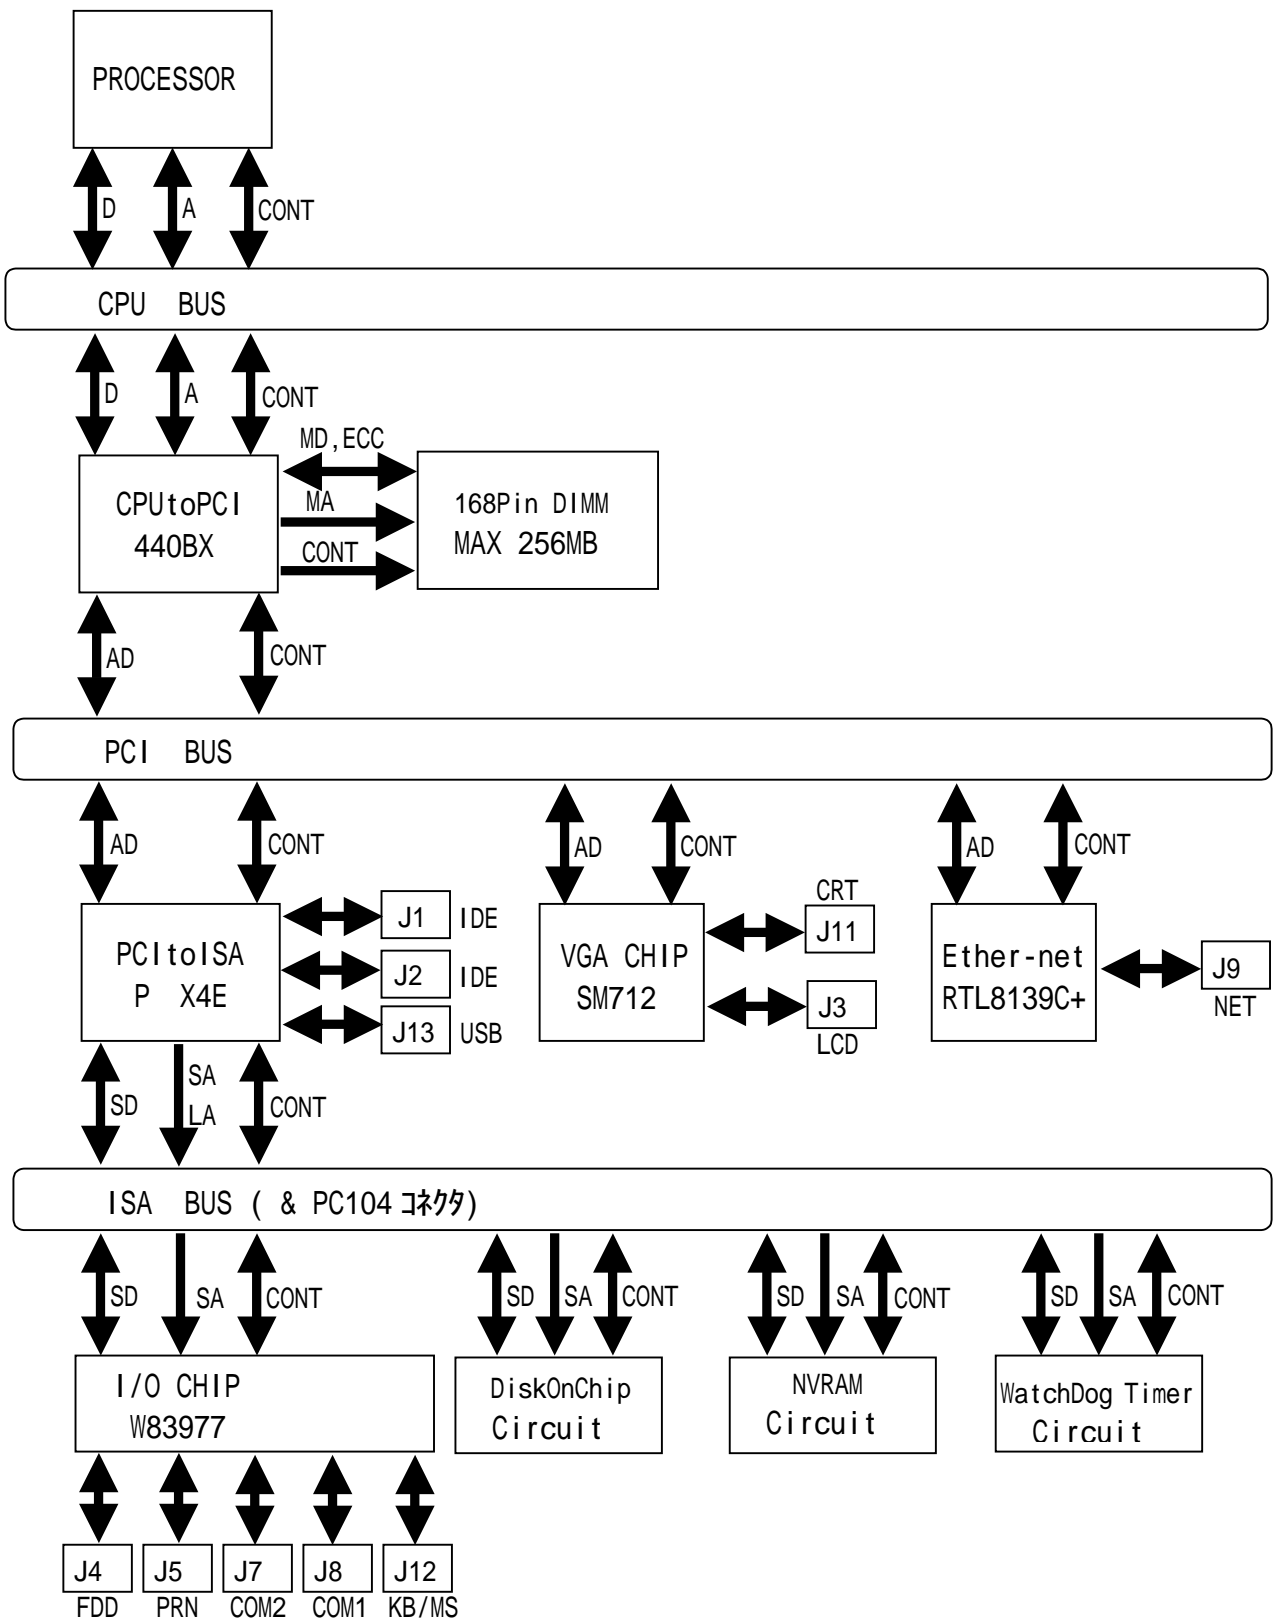 PROCESSOR
D
A
CONT
CPU BUS
D
A
CONT
MD,ECC
CPUtoPCI
440BX
MA
CONT
168Pin DIMM
MAX 256MB
AD
CONT
PCI BUS
AD
CONT
AD
CONT
AD
CONT
PCItoISA
P X4E
J1
IDE
J2
IDE
J13
USB
VGA CHIP
SM712
CRT
J11
J3
LCD
Ether-net
RTL8139C+
J9
NET
SD
SA
LA
CONT
ISA BUS ( & PC104 ｺﾈｸﾀ)
SD
SA
CONT
SD
SA
CONT
SD
SA
CONT
SD
SA
CONT
I/O CHIP
W83977
DiskOnChip
Circuit
NVRAM
Circuit
WatchDog Timer
Circuit
J4
J5
J7
J8
J12
FDD
PRN
COM2
COM1
KB/MS